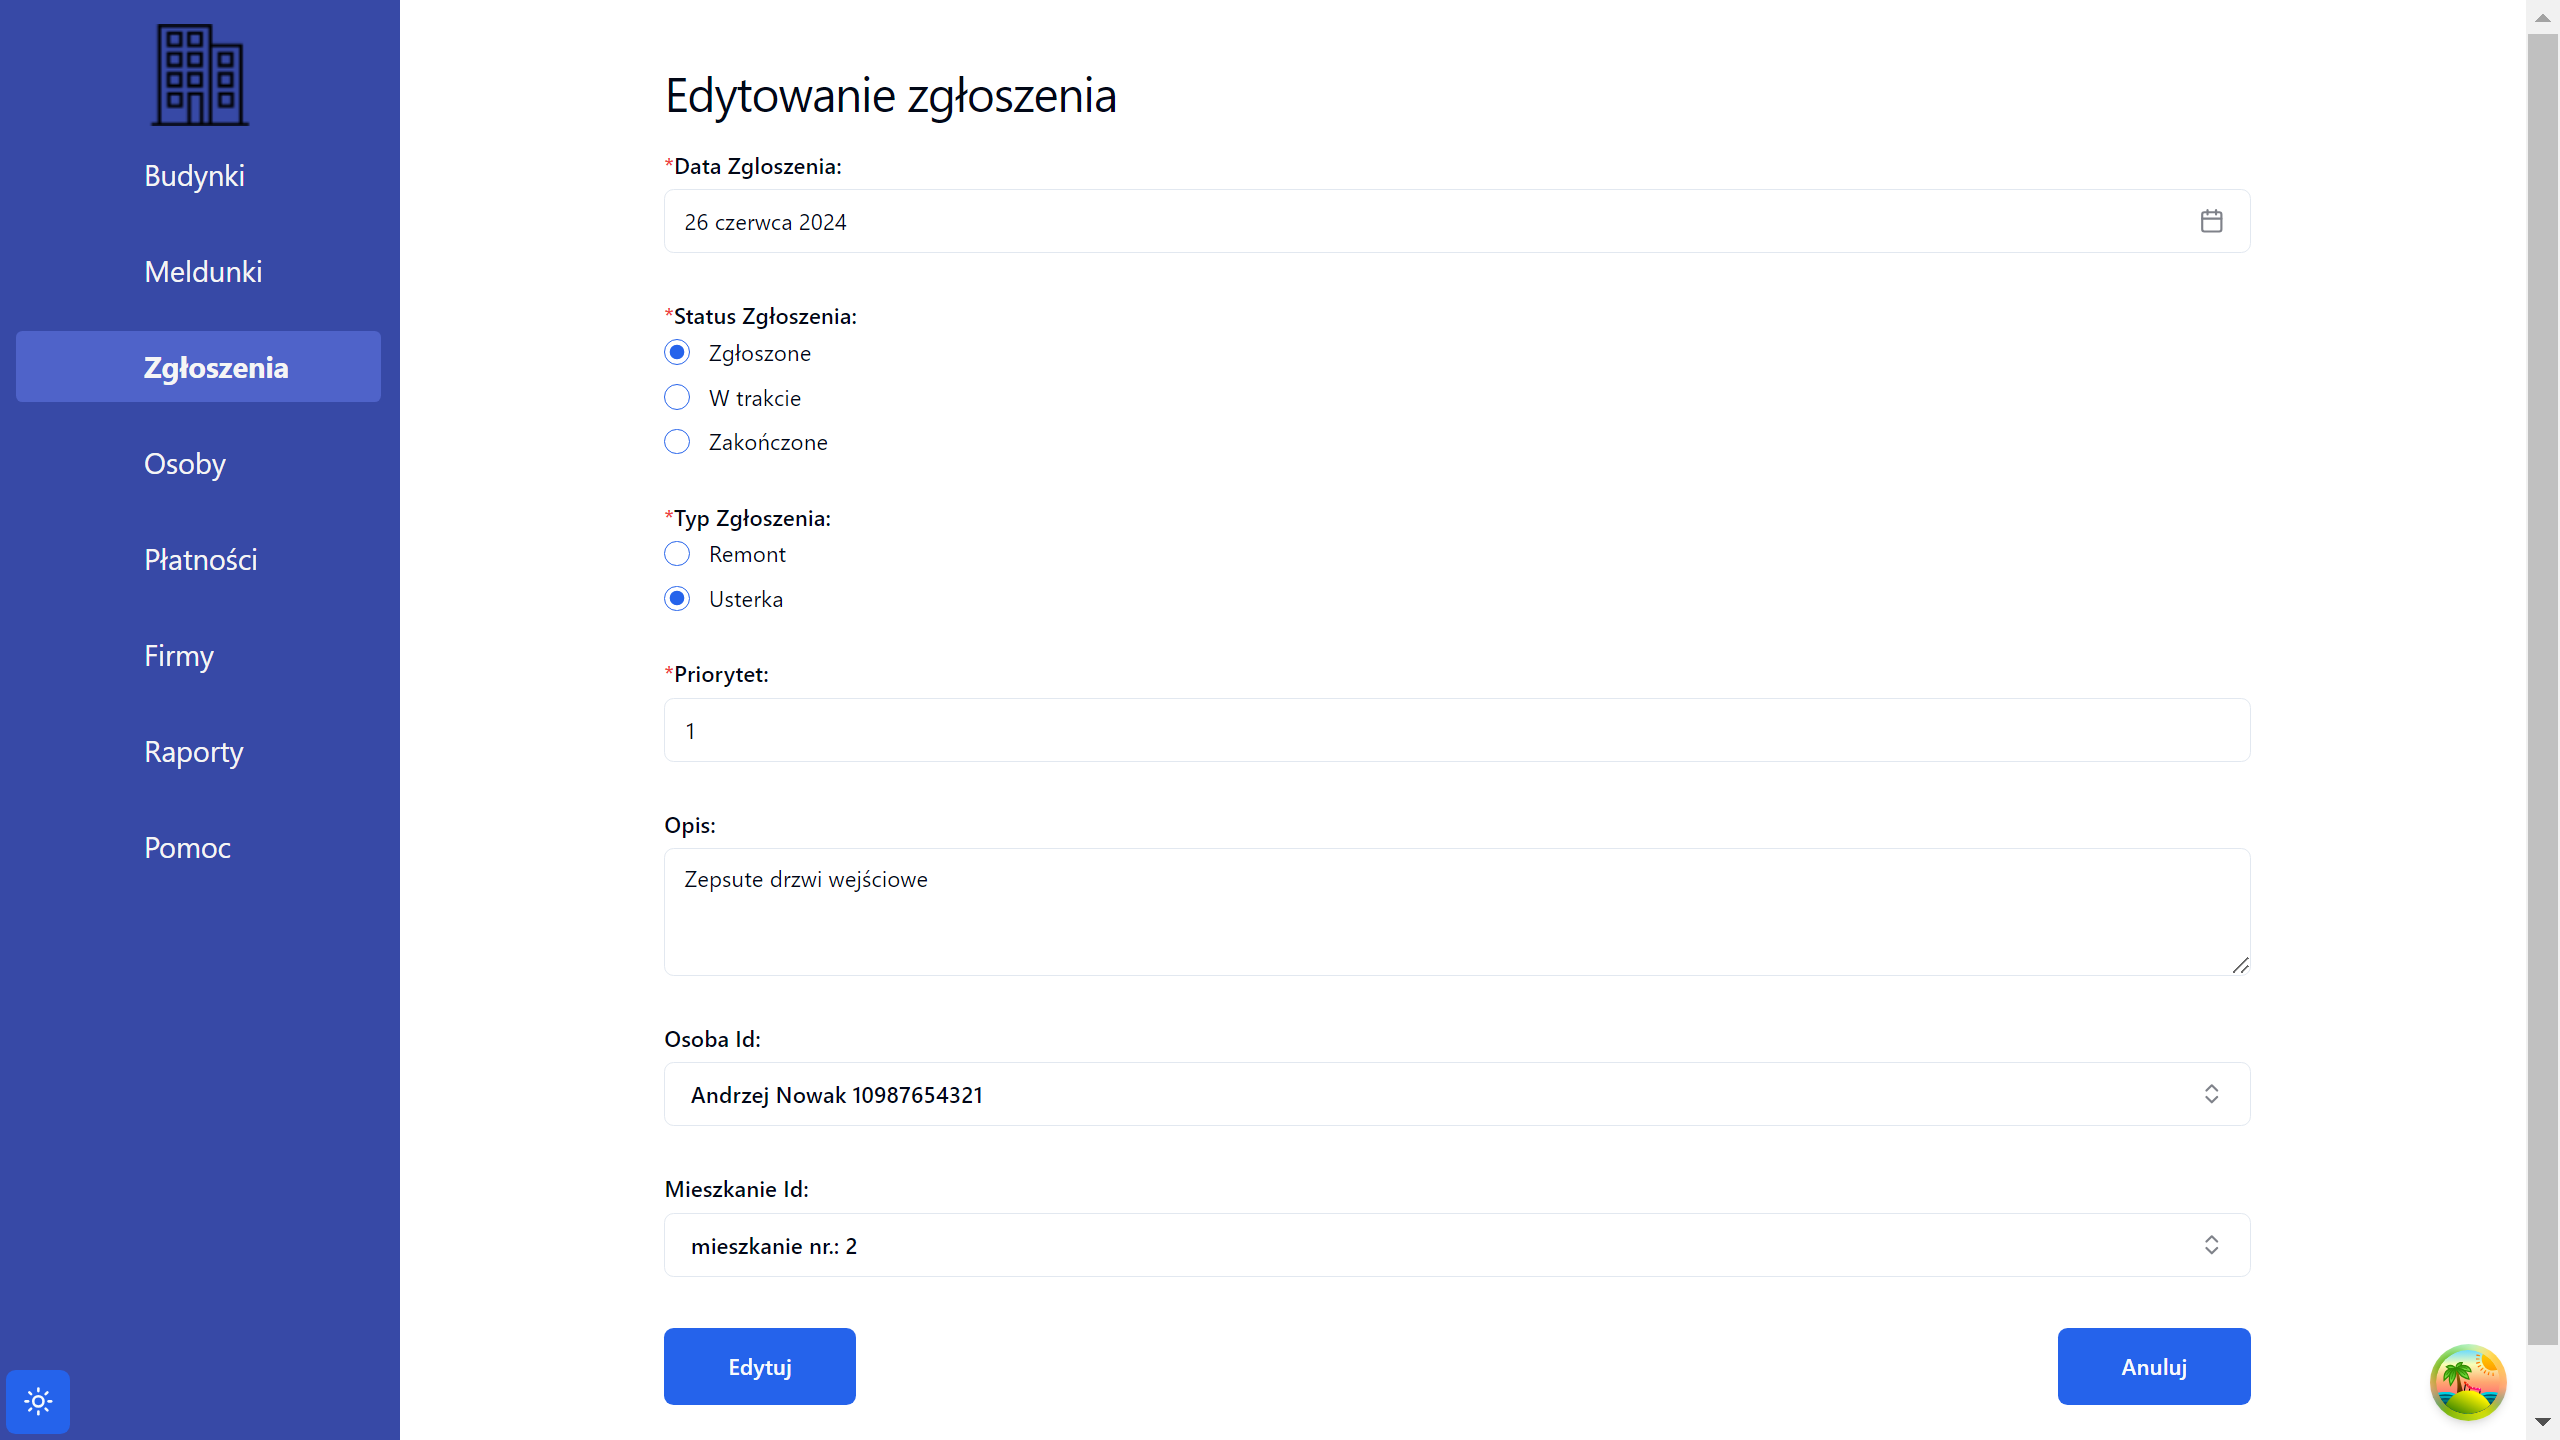 Budynki
Meldunki
Zgłoszenia
Osoby
Płatności
Firmy
Raporty
Pomoc
Edytowanie zgłoszenia
*Data Zgloszenia:
26 czerwca 2024
*Status Zgłoszenia:
Zgłoszone
W trakcie
Zakończone
*Typ Zgłoszenia:
Remont
Usterka
*Priorytet:
1
Opis:
Zepsute drzwi wejściowe
Osoba Id:
Andrzej Nowak 10987654321
Mieszkanie Id:
mieszkanie nr.: 2
Edytuj
Anuluj